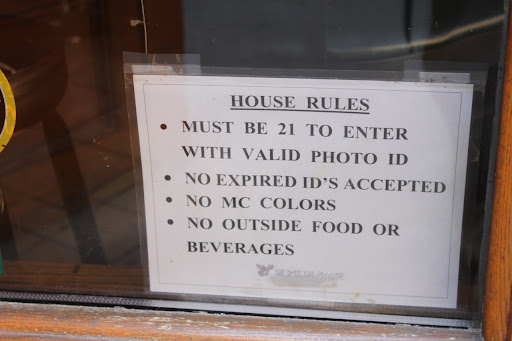 HOUSE RULES
• MUST BE 21 TO ENTER
WITH VALID PHOTO ID
• NO EXPIRED ID'S ACCEPTED
• NO MC COLORS
• NO OUTSIDE FOOD OR
BEVERAGES